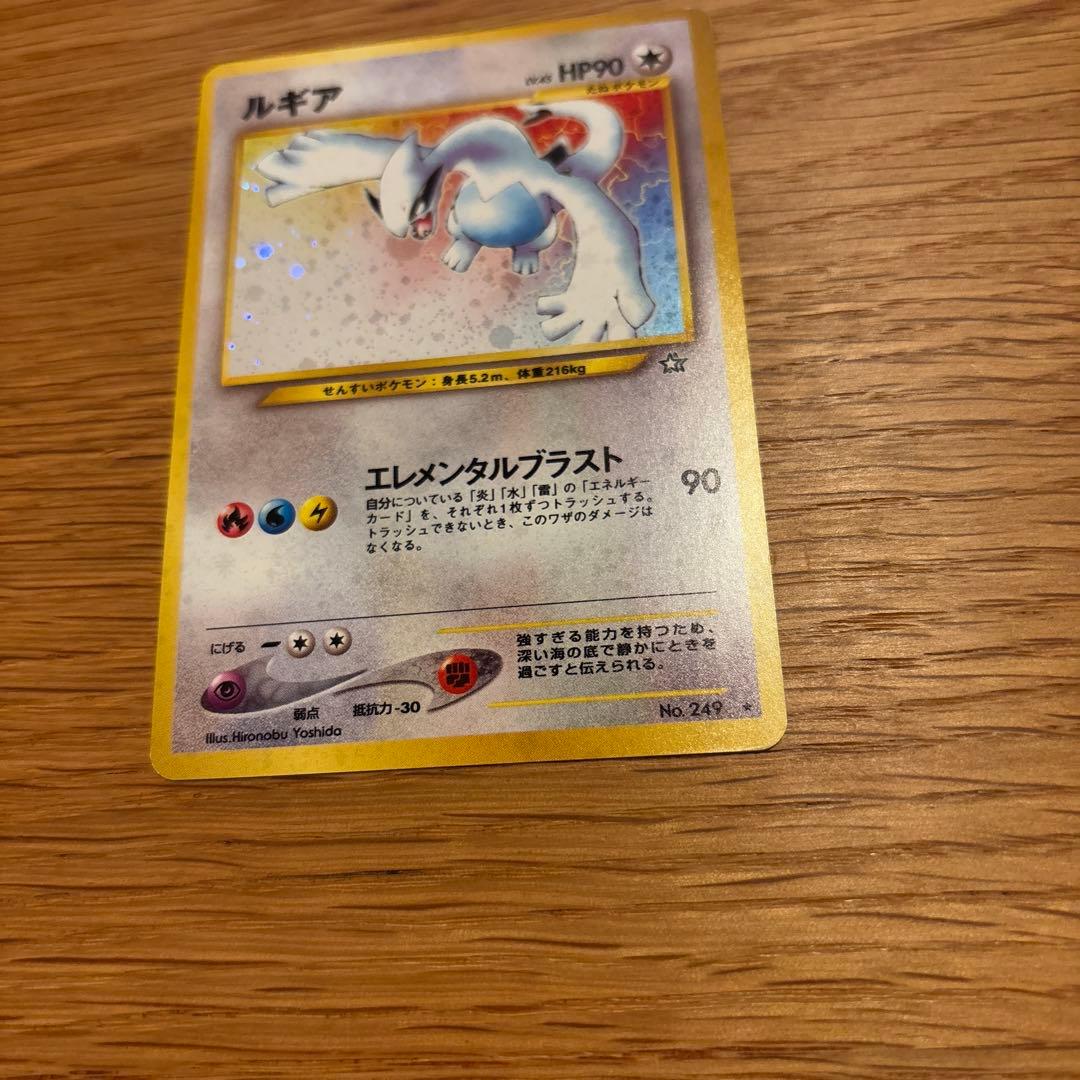 ルギア
HP90
せんすいポケモン：身長5.2m、体重216kg
エレメンタルブラスト
90
自分についている「炎」「水」「雷」の「エネルギー
カード」を、それぞれ1枚ずつトラッシュする。
トラッシュできないとき、このワザのダメージは
なくなる。
にげる
強すぎる能力を持つため、
深い海の底で静かにときを
過ごすと伝えられる。
弱点
抵抗力-30
No. 249 ★
Illus.Hironobu Yoshida